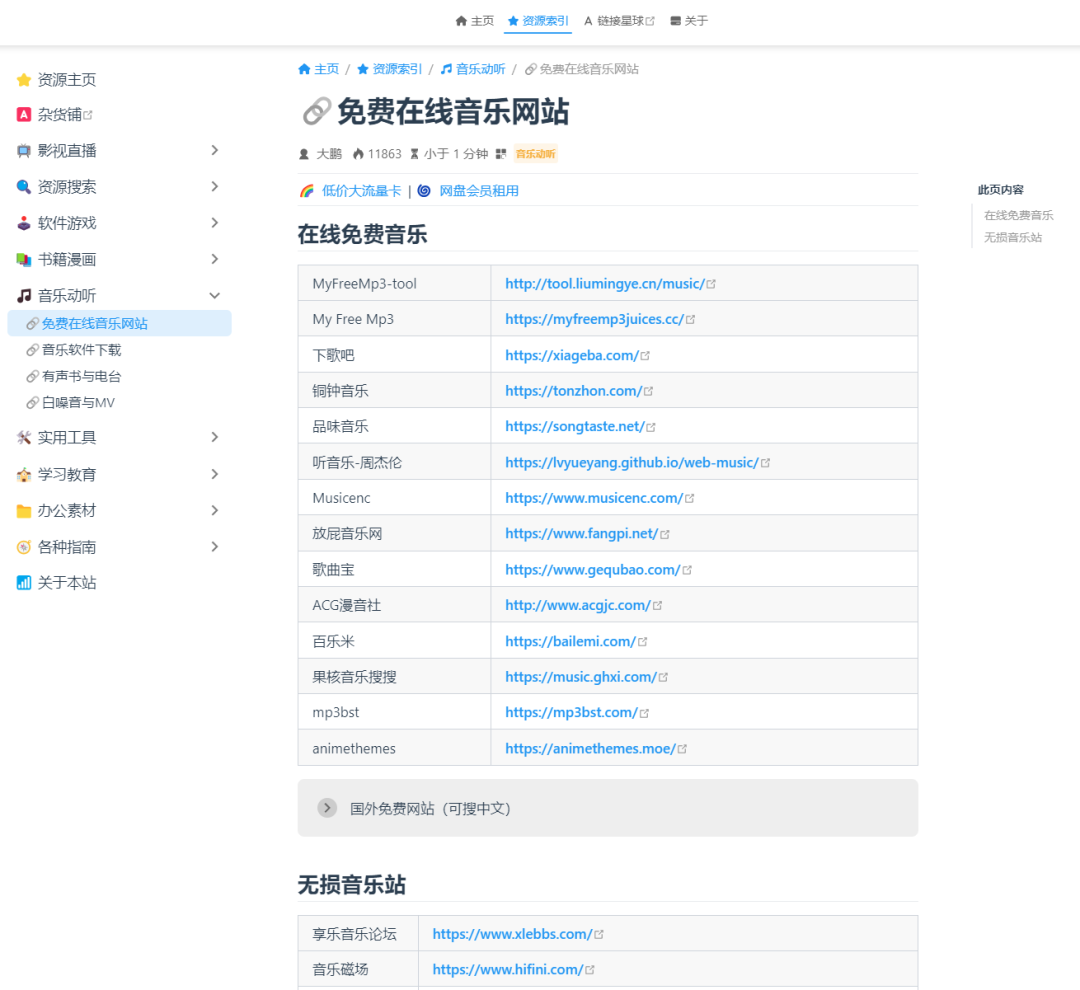 主页 资源索引 链接星球 关于
资源主页
杂货铺
影视直播
资源搜索
软件游戏
书籍漫画
音乐动听
免费在线音乐网站
音乐软件下载
有声书与电台
白噪音与MV
实用工具
学习教育
办公素材
各种指南
关于本站
主页 / 资源索引 / 音乐动听 / 免费在线音乐网站
免费在线音乐网站
大鹏 11863 小于 1 分钟 音乐动听
低价大流量卡 | 网盘会员租用
在线免费音乐
MyFreeMp3-tool http://tool.liumingye.cn/music/
My Free Mp3 https://myfreemp3juices.cc/
下歌吧 https://xiageba.com/
铜钟音乐 https://tonzhon.com/
品味音乐 https://songtaste.net/
听音乐-周杰伦 https://lvyueyang.github.io/web-music/
Musicenc https://www.musicenc.com/
放屁音乐网 https://www.fangpi.net/
歌曲宝 https://www.gequbao.com/
ACG漫音社 http://www.acgjc.com/
百乐米 https://bailemi.com/
果核音乐搜搜 https://music.ghxi.com/
mp3bst https://mp3bst.com/
animethemes https://animethemes.moe/
国外免费网站（可搜中文）
无损音乐站
享乐音乐论坛 https://www.xlebbs.com/
音乐磁场 https://www.hifini.com/
此页内容
在线免费音乐
无损音乐站